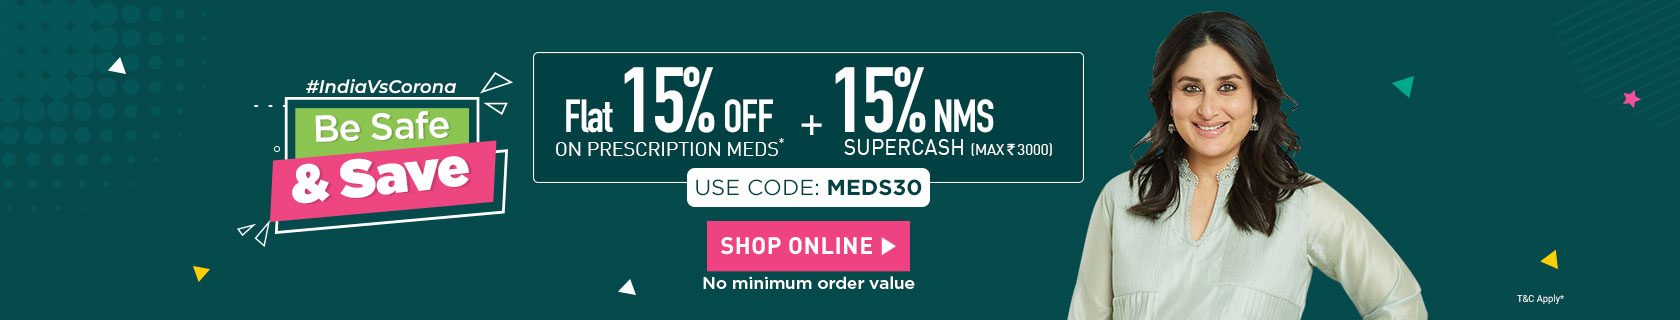 #IndiaVsCorona
Be Safe
& Save
Flat 15% OFF
ON PRESCRIPTION MEDS*
+
15% NMS
SUPERCASH (MAX ₹3000)
USE CODE: MEDS30
SHOP ONLINE ▶
No minimum order value
T&C Apply*